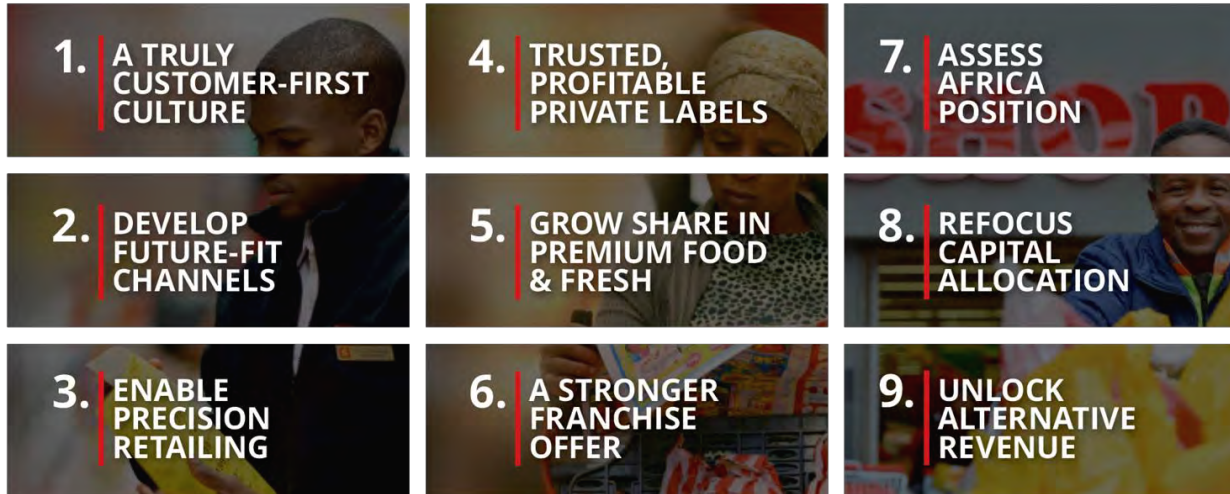 1. A TRULY
CUSTOMER-FIRST
CULTURE
2. DEVELOP
FUTURE-FIT
CHANNELS
3. ENABLE
PRECISION
RETAILING
4. TRUSTED,
PROFITABLE
PRIVATE LABELS
5. GROW SHARE IN
PREMIUM FOOD
& FRESH
6. A STRONGER
FRANCHISE
OFFER
7. ASSESS
AFRICA
POSITION
8. REFOCUS
CAPITAL
ALLOCATION
9. UNLOCK
ALTERNATIVE
REVENUE
SHOP